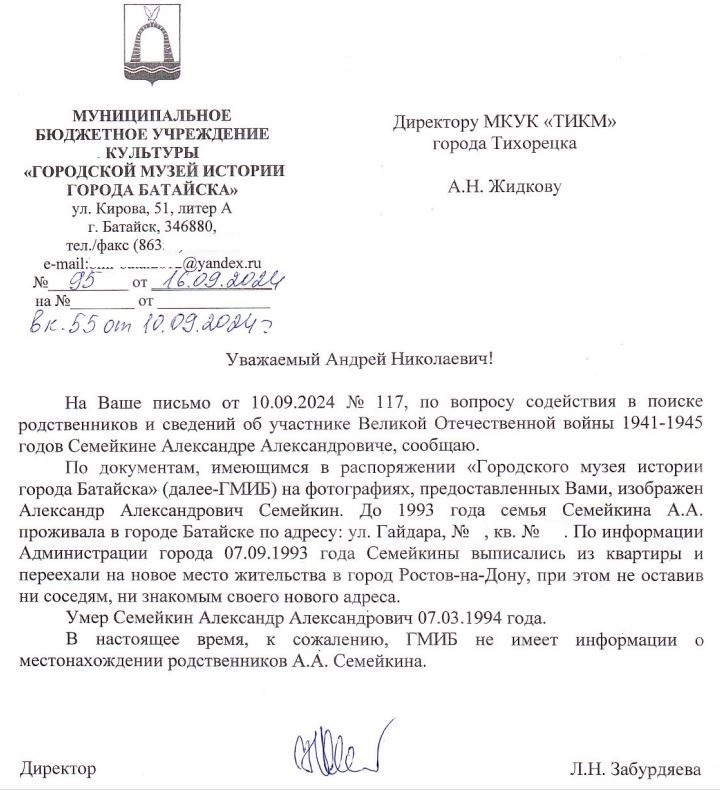 МУНИЦИПАЛЬНОЕ
БЮДЖЕТНОЕ УЧРЕЖДЕНИЕ
КУЛЬТУРЫ
«ГОРОДСКОЙ МУЗЕЙ ИСТОРИИ
ГОРОДА БАТАЙСКА»
ул. Кирова, 51, литер А
г. Батайск, 346880,
тел./факс (863
e-mail: @yandex.ru
№ 95 от 16.09.2024
на №________ от ______________
вх. 55 от 10.09.2024г
Директору МКУК «ТИКМ»
города Тихорецка
А.Н. Жидкову
Уважаемый Андрей Николаевич!
На Ваше письмо от 10.09.2024 № 117, по вопросу содействия в поиске
родственников и сведений об участнике Великой Отечественной войны 1941-1945
годов Семейкине Александре Александровиче, сообщаю.
По документам, имеющимся в распоряжении «Городского музея истории
города Батайска» (далее-ГМИБ) на фотографиях, предоставленных Вами, изображен
Александр Александрович Семейкин. До 1993 года семья Семейкина А.А.
проживала в городе Батайске по адресу: ул. Гайдара, № , кв. № . По информации
Администрации города 07.09.1993 года Семейкины выписались из квартиры и
переехали на новое место жительства в город Ростов-на-Дону, при этом не оставив
ни соседям, ни знакомым своего нового адреса.
Умер Семейкин Александр Александрович 07.03.1994 года.
В настоящее время, к сожалению, ГМИБ не имеет информации о
местонахождении родственников А.А. Семейкина.
Директор
Л.Н. Забурдяева